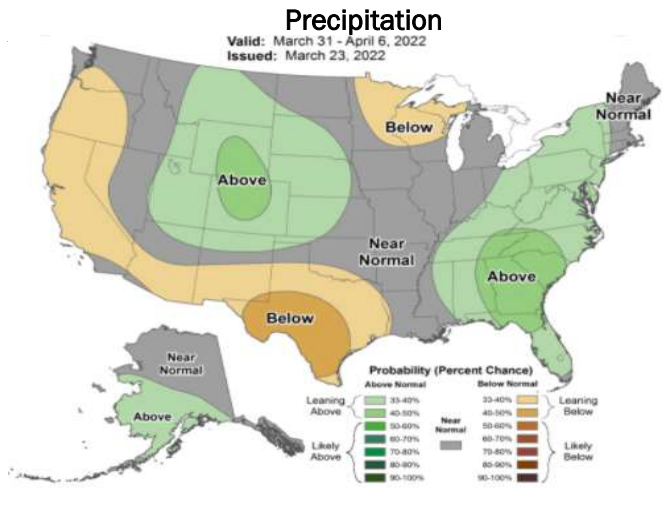 Precipitation
Valid: March 31 - April 6, 2022
Issued: March 23, 2022
Near
Normal
Below
Above
Near
Normal
Above
Below
Near
Normal
Above
Probability (Percent Chance)
Above Normal
Below Normal
Leaning
Above
33-40%
40-50%
Likely
Above
50-60%
60-70%
70-80%
80-90%
90-100%
Near
Normal
33-40%
40-50%
Leaning
Below
50-60%
60-70%
70-80%
80-90%
90-100%
Likely
Below